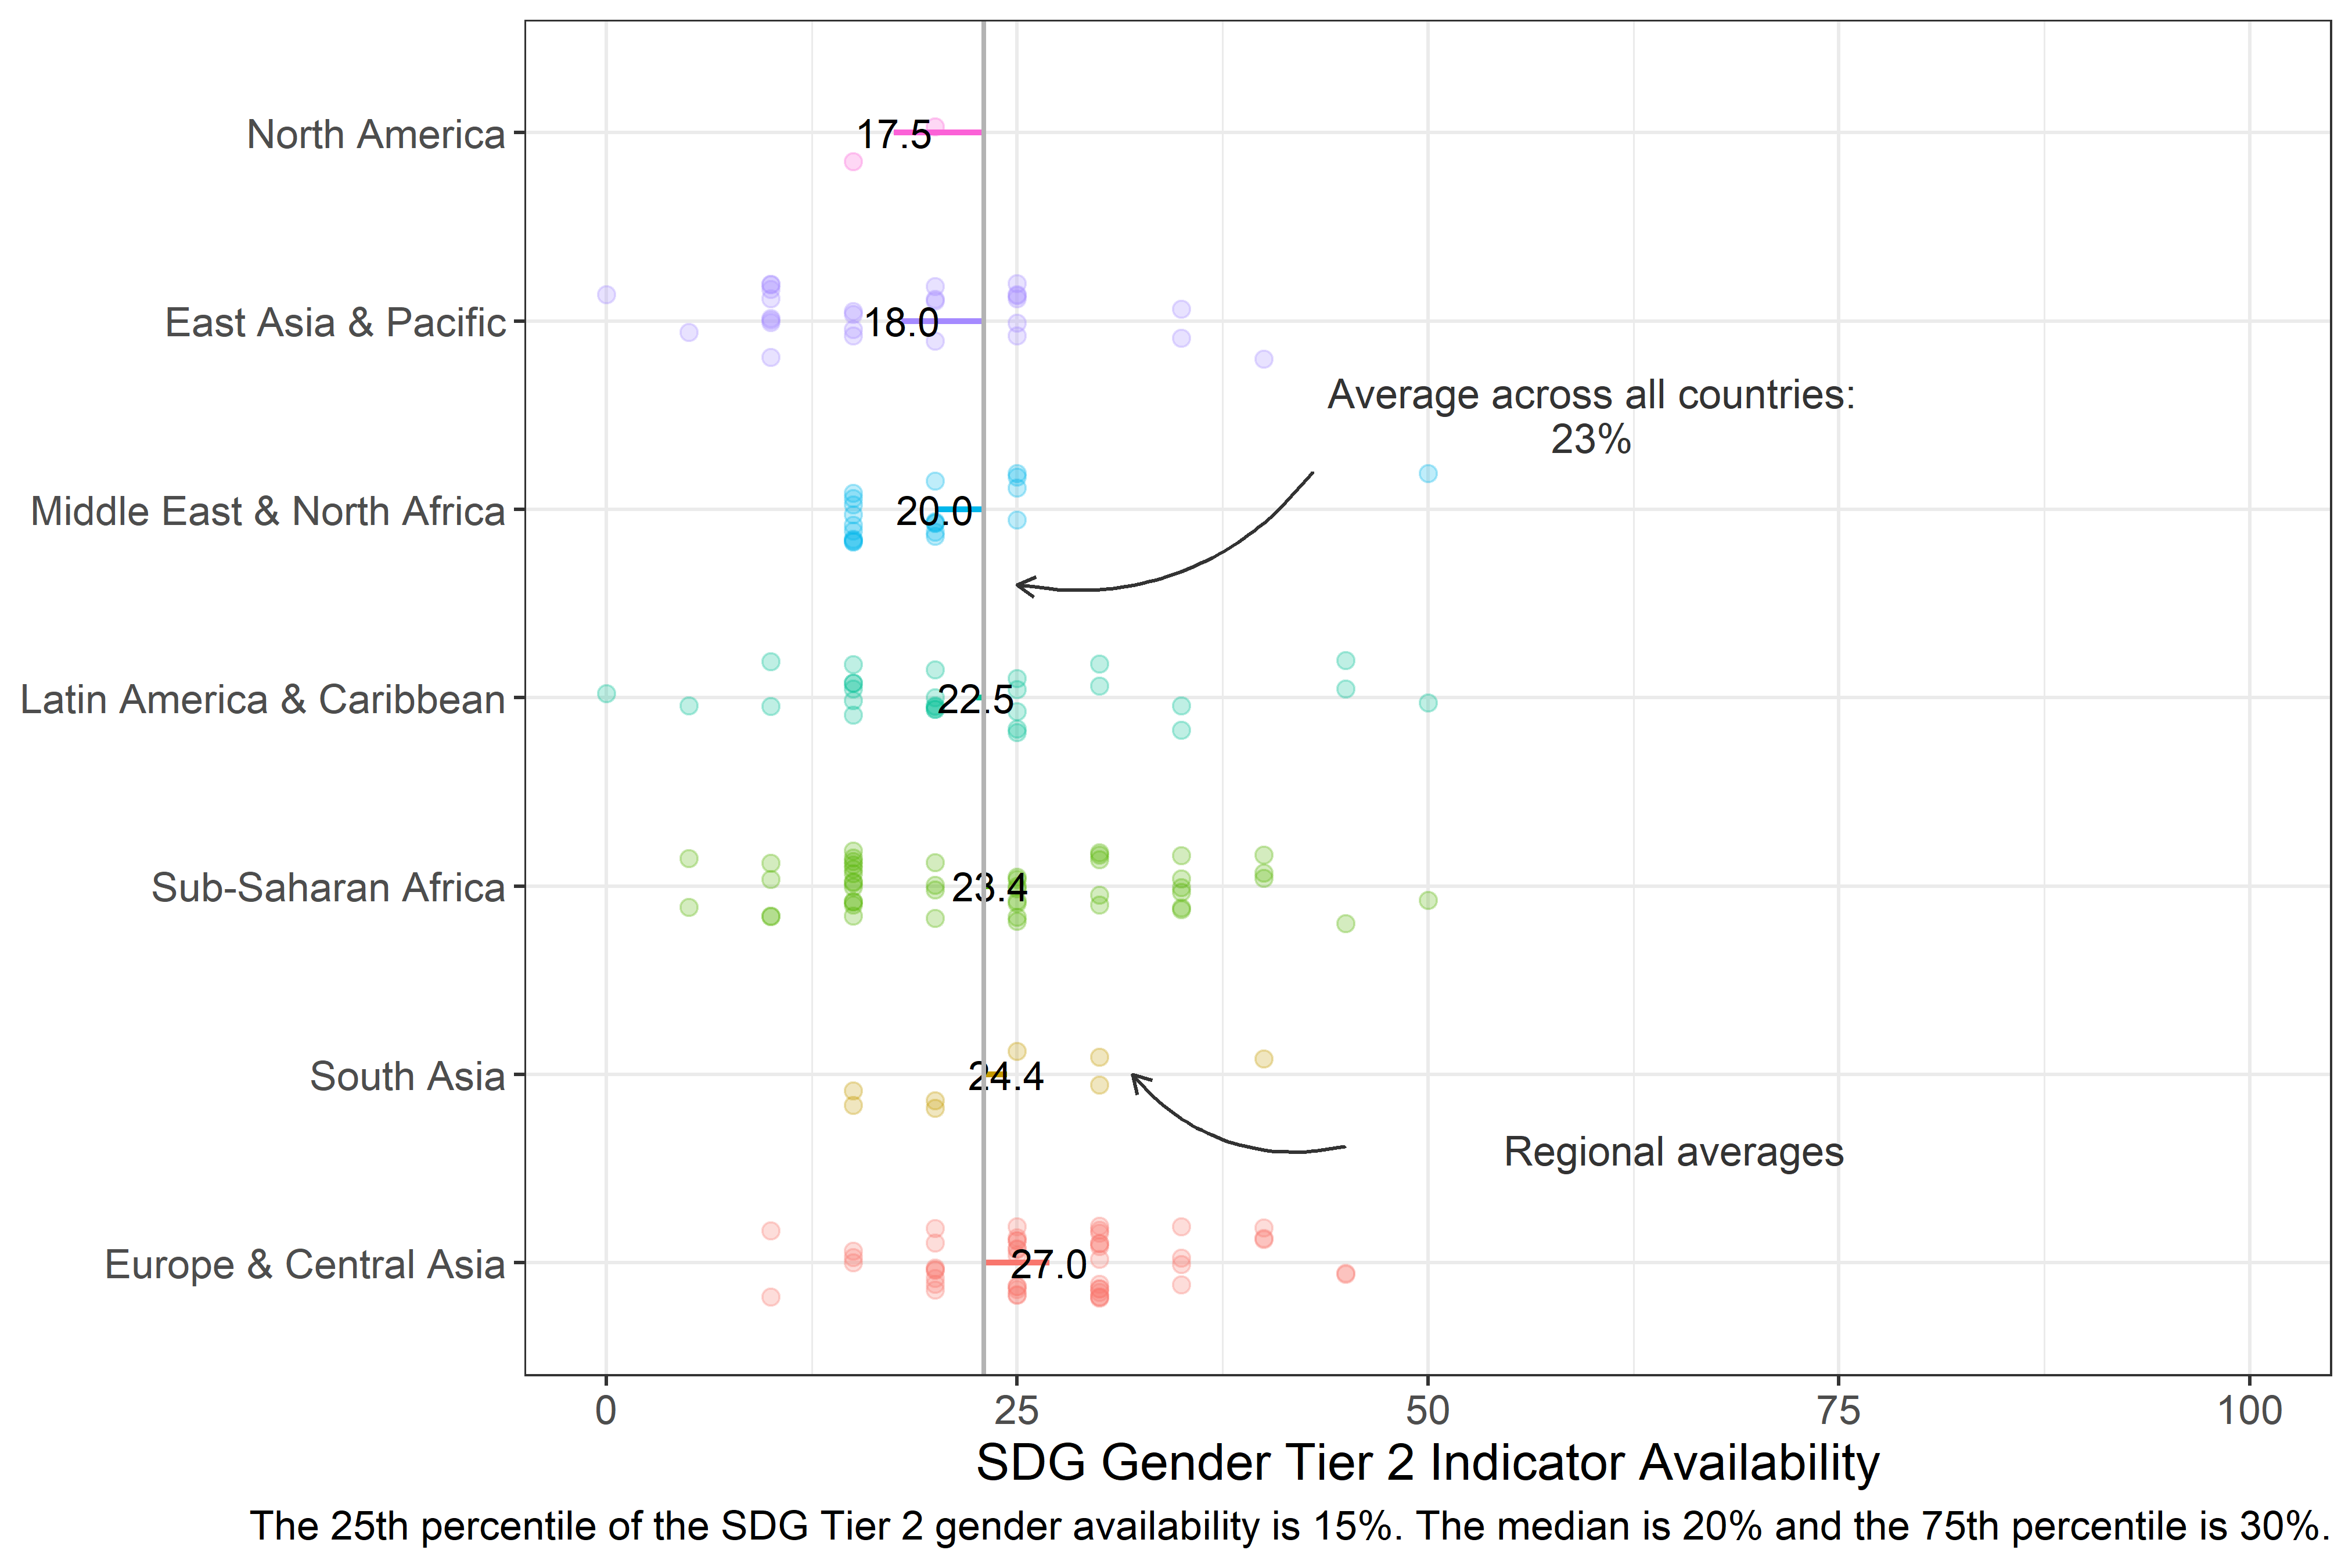 North America
17.5
East Asia & Pacific
18.0
Average across all countries:
23%
Middle East & North Africa
20.0
Latin America & Caribbean
22.5
Sub-Saharan Africa
23.4
South Asia
24.4
Regional averages
Europe & Central Asia
27.0
0 25 50 75 100
SDG Gender Tier 2 Indicator Availability
The 25th percentile of the SDG Tier 2 gender availability is 15%. The median is 20% and the 75th percentile is 30%.